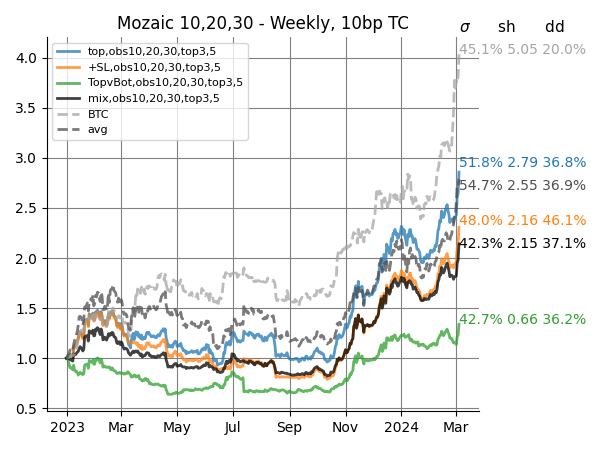 Mozaic 10,20,30 - Weekly, 10bp TC
σ sh dd
top,obs10,20,30,top3,5
+SL,obs10,20,30,top3,5
TopvBot,obs10,20,30,top3,5
mix,obs10,20,30,top3,5
BTC
avg
45.1% 5.05 20.0%
51.8% 2.79 36.8%
54.7% 2.55 36.9%
48.0% 2.16 46.1%
42.3% 2.15 37.1%
42.7% 0.66 36.2%
4.0
3.5
3.0
2.5
2.0
1.5
1.0
0.5
2023 Mar May Jul Sep Nov 2024 Mar